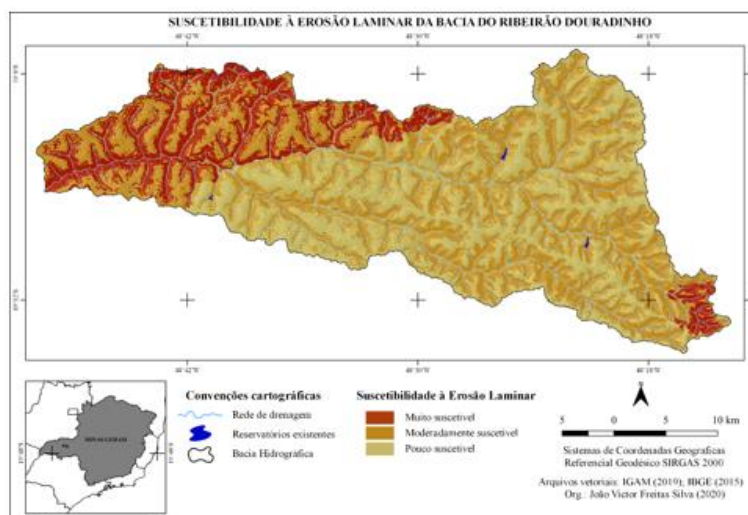 SUSCETIBILIDADE À EROSÃO LAMINAR DA BACIA DO RIBEIRÃO DOURADINHO
Convenções cartográficas
Rede de drenagem
Reservatórios existentes
Bacia Hidrográfica
Suscetibilidade à Erosão Laminar
Muito suscetível
Moderadamente suscetível
Pouco suscetível
N
5 0 5 10 km
Sistemas de Coordenadas Geográficas
Referencial Geodésico SIRGAS 2000
Arquivos vetoriais: IGAM (2019); IBGE (2015)
Org.: João Victor Freitas Silva (2020)